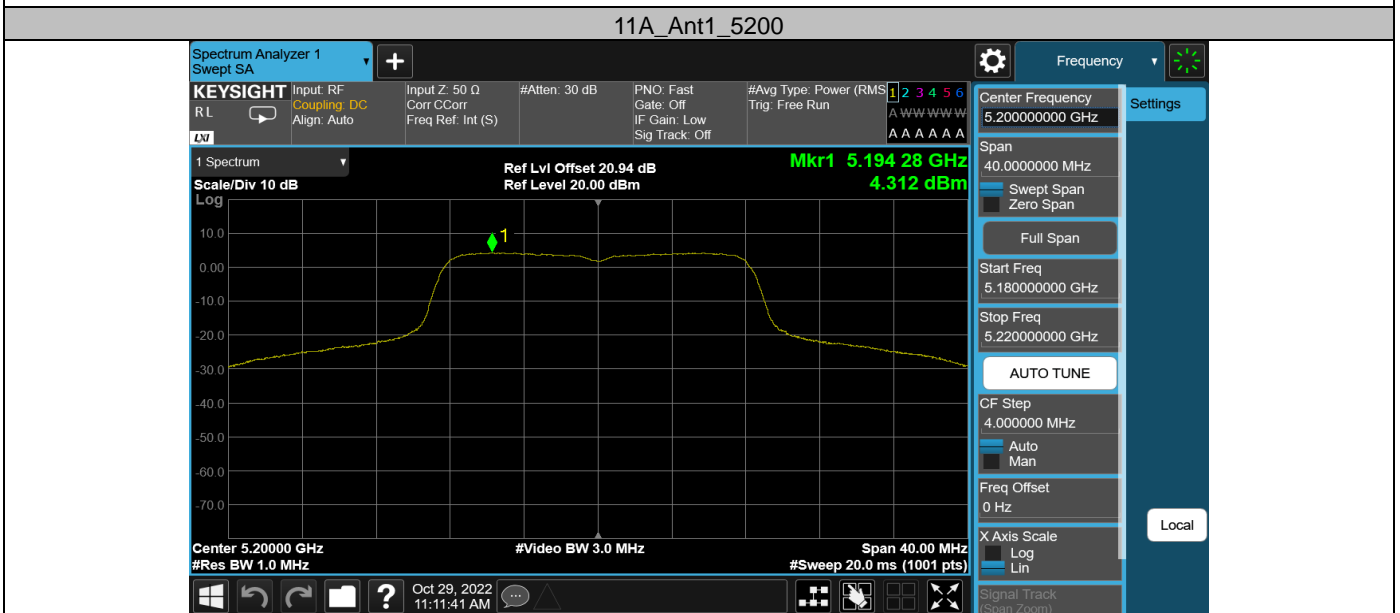 11A_Ant1_5200
Spectrum Analyzer 1
Swept SA
Frequency
KEYSIGHT
RL
LXI
Input: RF
Coupling: DC
Align: Auto
Input Z: 50 Ω
Corr CCorr
Freq Ref: Int (S)
#Atten: 30 dB
PNO: Fast
Gate: Off
IF Gain: Low
Sig Track: Off
#Avg Type: Power (RMS
Trig: Free Run
1 2 3 4 5 6
A W W W W W
A A A A A A
1 Spectrum
Scale/Div 10 dB
Log
Ref Lvl Offset 20.94 dB
Ref Level 20.00 dBm
Mkr1 5.194 28 GHz
4.312 dBm
1
10.0
0.00
-10.0
-20.0
-30.0
-40.0
-50.0
-60.0
-70.0
Center 5.20000 GHz
#Res BW 1.0 MHz
#Video BW 3.0 MHz
Span 40.00 MHz
#Sweep 20.0 ms (1001 pts)
?
Oct 29, 2022
11:11:41 AM
Center Frequency
5.200000000 GHz
Settings
Span
40.0000000 MHz
Swept Span
Zero Span
Full Span
Start Freq
5.180000000 GHz
Stop Freq
5.220000000 GHz
AUTO TUNE
CF Step
4.000000 MHz
Auto
Man
Freq Offset
0 Hz
X Axis Scale
Log
Lin
Local
Signal Track
(Span Zoom)